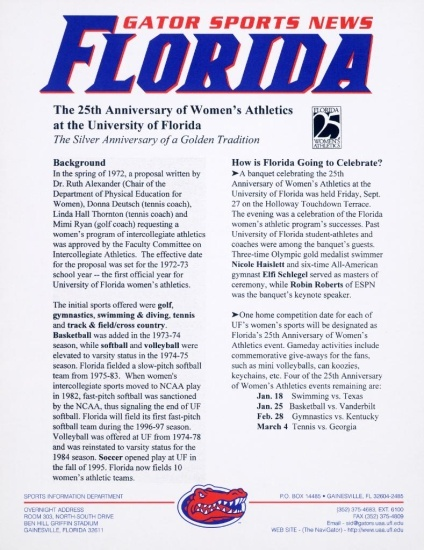 GATOR SPORTS NEWS
FLORIDA
The 25th Anniversary of Women's Athletics
at the University of Florida
The Silver Anniversary of a Golden Tradition
FLORIDA
25
WOMEN'S
ATHLETICS
Background
In the spring of 1972, a proposal written by
Dr. Ruth Alexander (Chair of the
Department of Physical Education for
Women), Donna Deutsch (tennis coach),
Linda Hall Thornton (tennis coach) and
Mimi Ryan (golf coach) requesting a
women's program of intercollegiate athletics
was approved by the Faculty Committee on
Intercollegiate Athletics. The effective date
for the proposal was set for the 1972-73
school year -- the first official year for
University of Florida women's athletics.
The initial sports offered were golf,
gymnastics, swimming & diving, tennis
and track & field/cross country.
Basketball was added in the 1973-74
season, while softball and volleyball were
elevated to varsity status in the 1974-75
season. Florida fielded a slow-pitch softball
team from 1975-83. When women's
intercollegiate sports moved to NCAA play
in 1982, fast-pitch softball was sanctioned
by the NCAA, thus signaling the end of UF
softball. Florida will field its first fast-pitch
softball team during the 1996-97 season.
Volleyball was offered at UF from 1974-78
and was reinstated to varsity status for the
1984 season. Soccer opened play at UF in
the fall of 1995. Florida now fields 10
women's athletic teams.
How is Florida Going to Celebrate?
➤A banquet celebrating the 25th
Anniversary of Women's Athletics at the
University of Florida was held Friday, Sept.
27 on the Holloway Touchdown Terrace.
The evening was a celebration of the Florida
women's athletic program's successes. Past
University of Florida student-athletes and
coaches were among the banquet's guests.
Three-time Olympic gold medalist swimmer
Nicole Haislett and six-time All-American
gymnast Elfi Schlegel served as masters of
ceremony, while Robin Roberts of ESPN
was the banquet's keynote speaker.
➤One home competition date for each of
UF's women's sports will be designated as
Florida's 25th Anniversary of Women's
Athletics event. Gameday activities include
commemorative give-aways for the fans,
such as mini volleyballs, can koozies,
keychains, etc. Four of the 25th Anniversary
of Women's Athletics events remaining are:
Jan. 18 Swimming vs. Texas
Jan. 25 Basketball vs. Vanderbilt
Feb. 28 Gymnastics vs. Kentucky
March 4 Tennis vs. Georgia
SPORTS INFORMATION DEPARTMENT
OVERNIGHT ADDRESS
ROOM 303, NORTH-SOUTH DRIVE
BEN HILL GRIFFIN STADIUM
GAINESVILLE, FLORIDA 32611
P.O. BOX 14485 • GAINESVILLE, FL 32604-2485
(352) 375-4683, EXT. 6100
FAX (352) 375-4809
Email - sid@gators.uaa.ufl.edu
WEB SITE - (The NavGator) - http://www.uaa.ufl.edu